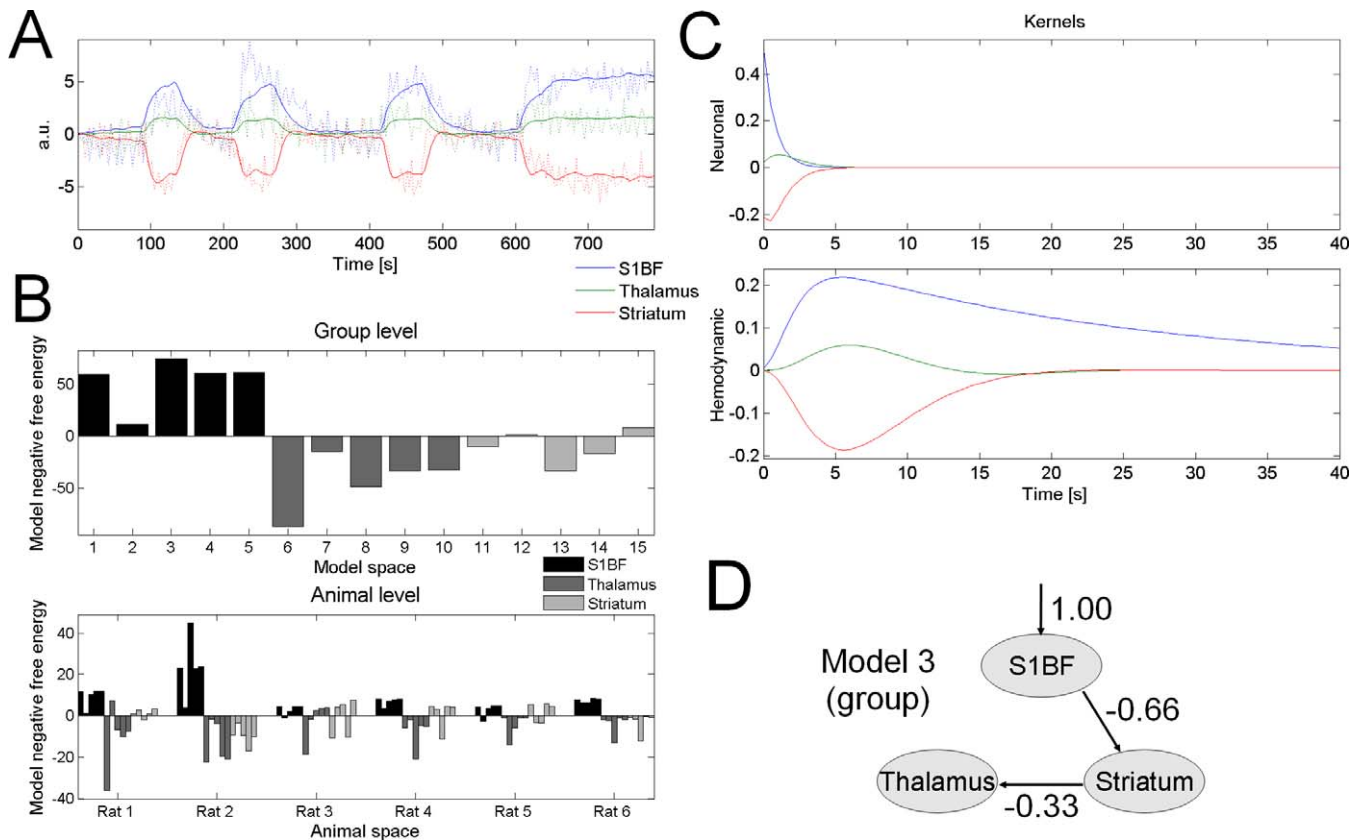 A
5
0
-5
a.u.
0 100 200 300 400 500 600 700
Time [s]
S1BF
Thalamus
Striatum
B
Group level
Model negative free energy
50
0
-50
1 2 3 4 5 6 7 8 9 10 11 12 13 14 15
Model space
S1BF
Thalamus
Striatum
Animal level
Model negative free energy
40
20
0
-20
-40
Rat 1 Rat 2 Rat 3 Rat 4 Rat 5 Rat 6
Animal space
C
Kernels
Neuronal
0.4
0.2
0
-0.2
0 5 10 15 20 25 30 35 40
Hemodynamic
0.2
0.1
0
-0.1
-0.2
0 5 10 15 20 25 30 35 40
Time [s]
D
Model 3
(group)
1.00
S1BF
-0.66
Thalamus
Striatum
-0.33